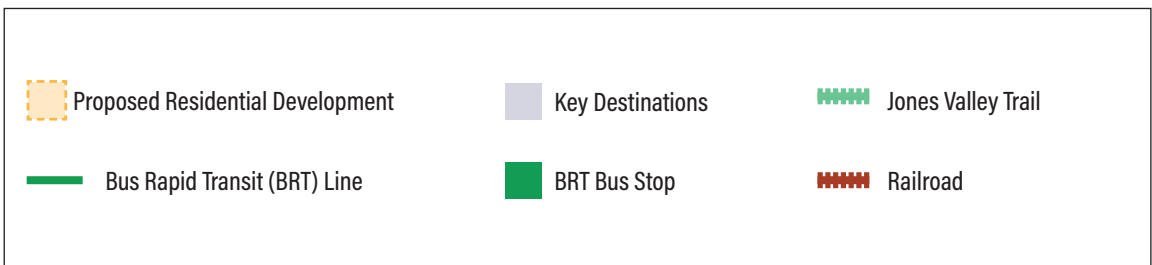 Proposed Residential Development
Key Destinations
Jones Valley Trail
Bus Rapid Transit (BRT) Line
BRT Bus Stop
Railroad